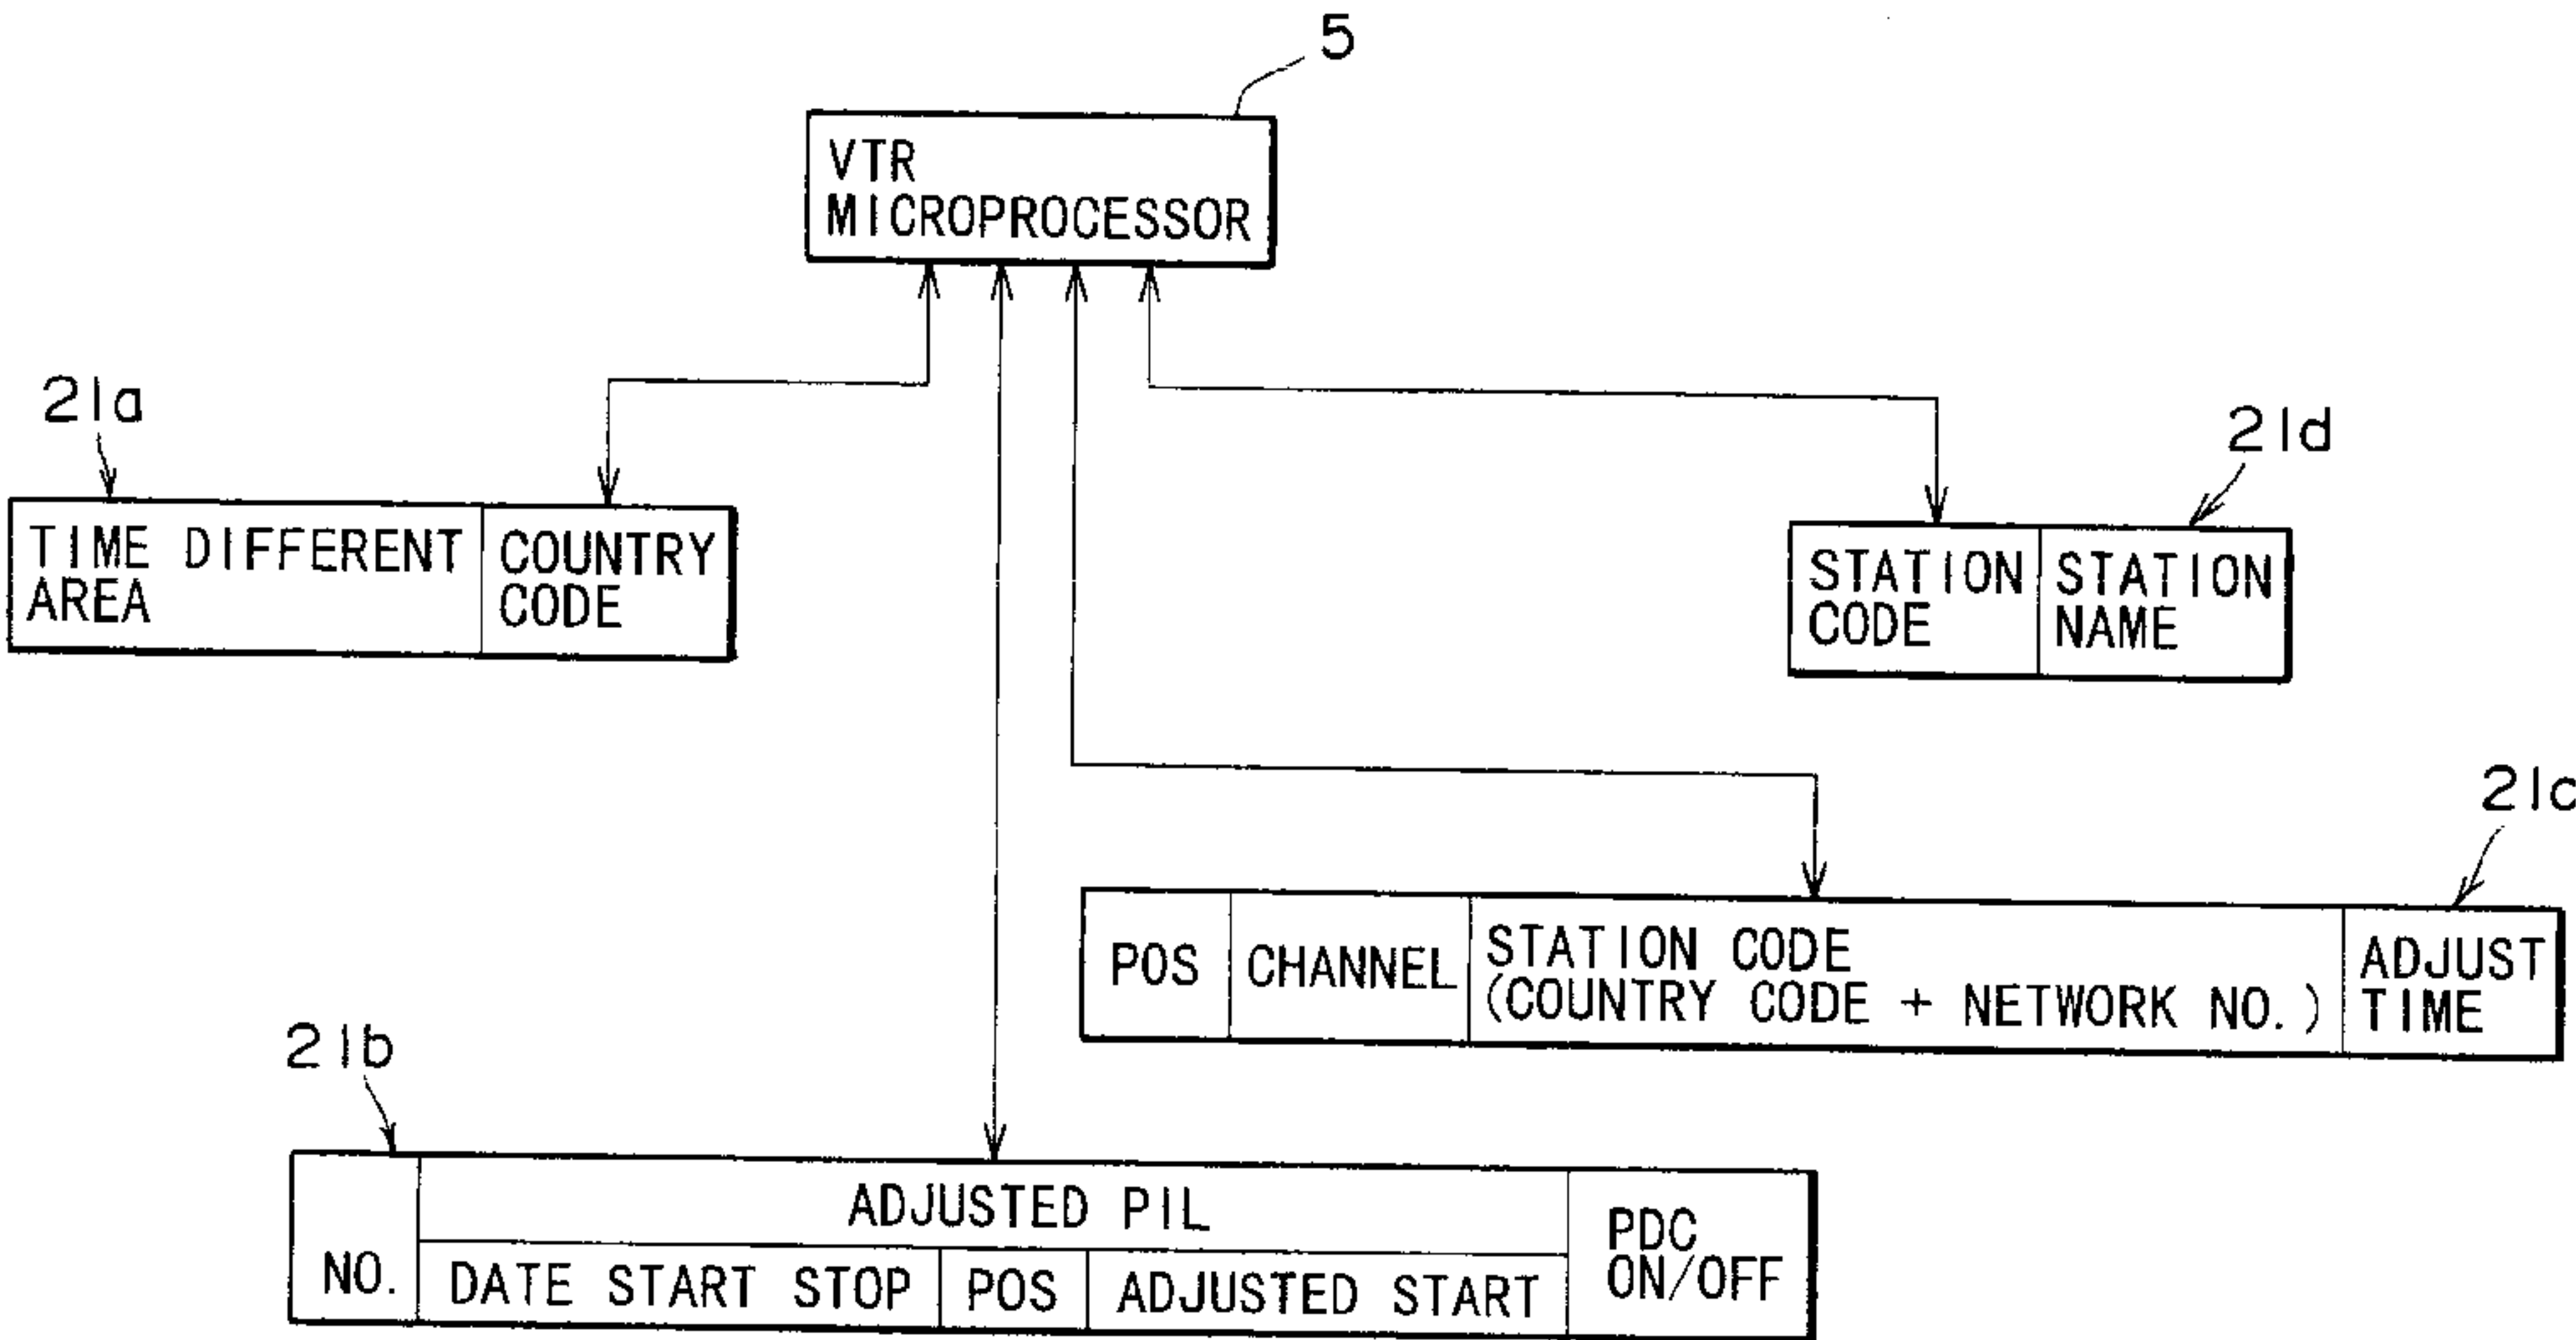 5
VTR
MICROPROCESSOR
21a
TIME DIFFERENT
AREA
COUNTRY
CODE
21d
STATION
CODE
STATION
NAME
21c
POS
CHANNEL
STATION CODE
(COUNTRY CODE + NETWORK NO.)
ADJUST
TIME
21b
NO.
ADJUSTED PIL
DATE START STOP
POS
ADJUSTED START
PDC
ON/OFF